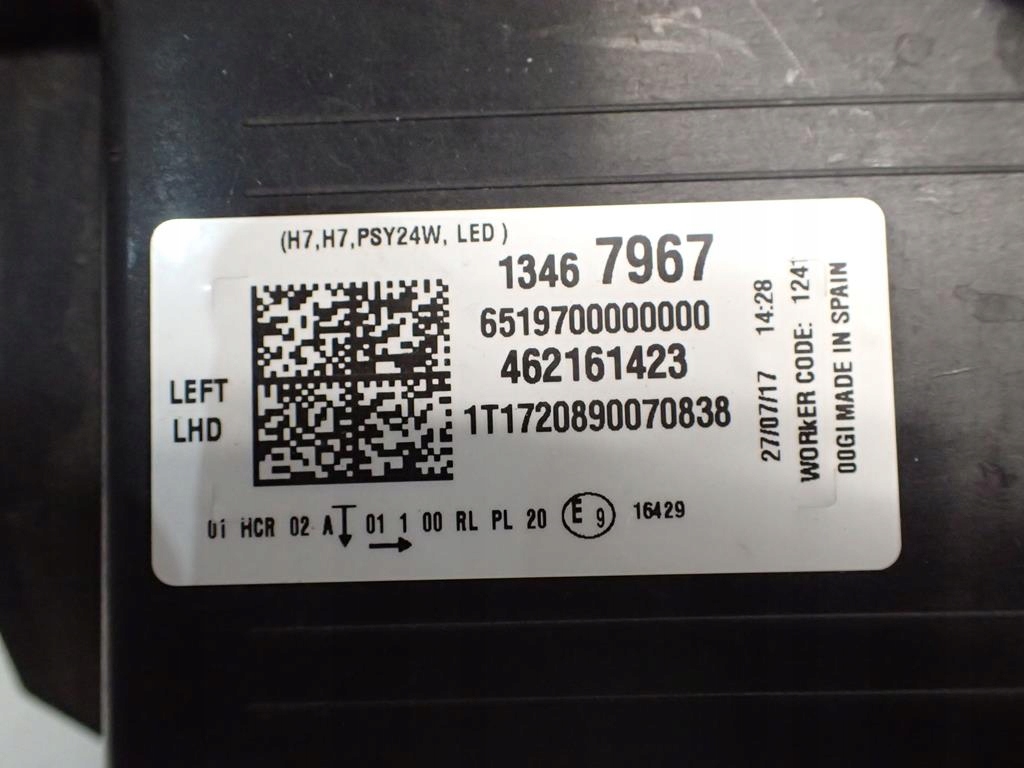 (H7,H7,PSY24W, LED )
1346 7967
6519700000000
462161423
1T1720890070838
LEFT
LHD
01 HCR 02 A 01 1 00 RL PL 20 E 9 16429
27/07/17 14:28
WORKER CODE: 1241
00GI MADE IN SPAIN